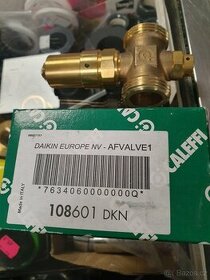 DAIKIN EUROPE NV - AFVALVE1
*7634060000000Q*
Made in ITALY
108601 DKN
CALEFFI